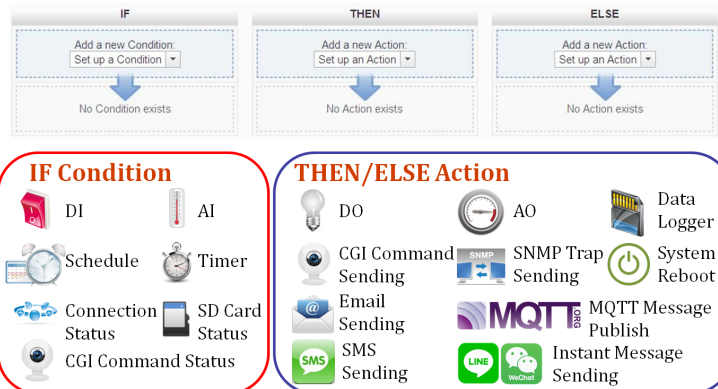 IF
THEN
ELSE
Add a new Condition:
Set up a Condition
Add a new Action:
Set up an Action
Add a new Action:
Set up an Action
No Condition exists
No Action exists
No Action exists
IF Condition
DI
AI
Schedule
Timer
Connection
Status
SD Card
Status
CGI Command Status
THEN/ELSE Action
DO
AO
Data
Logger
CGI Command
Sending
SNMP
SNMP Trap
Sending
System
Reboot
Email
Sending
MQTT.ORG
MQTT Message
Publish
SMS
SMS
Sending
LINE
WeChat
Instant Message
Sending